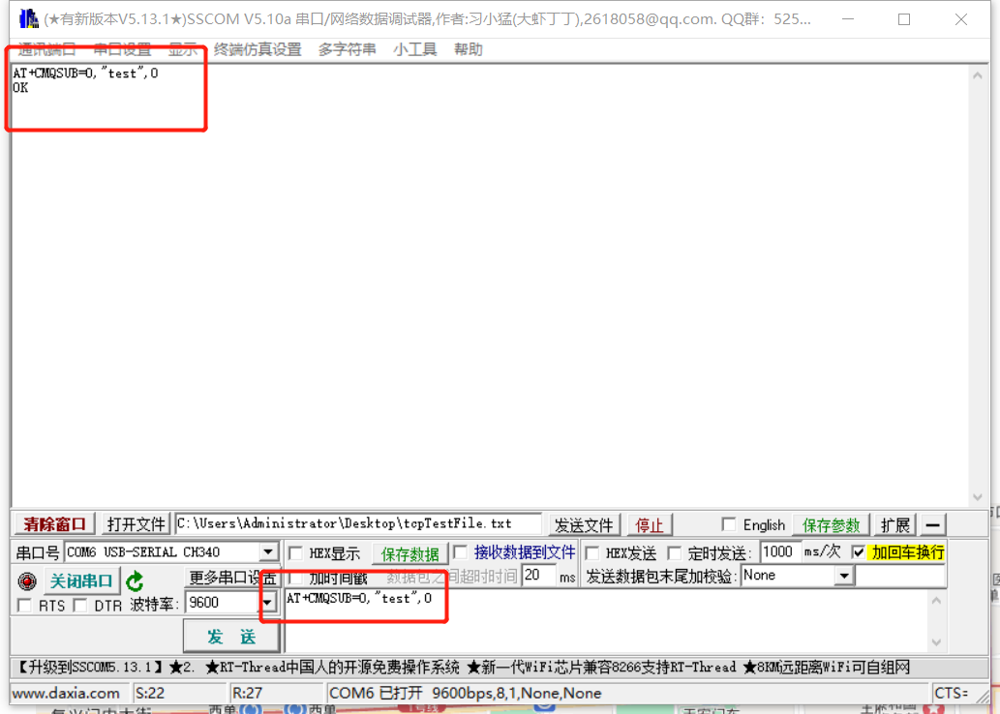 (★有新版本V5.13.1★)SSCOM V5.10a 串口/网络数据调试器,作者:习小猛(大虾丁丁),2618058@qq.com. QQ群: 525...
通讯端口 串口设置 显示 终端仿真设置 多字符串 小工具 帮助
AT+CMQSUB=0,"test",0
OK
清除窗口 打开文件 C:\Users\Administrator\Desktop\tcpTestFile.txt 发送文件 停止 English 保存参数 扩展 —
串口号 COM6 USB-SERIAL CH340 HEX显示 保存数据 接收数据到文件 HEX发送 定时发送: 1000 ms/次 加回车换行
关闭串口 更多串口设置 加时间戳 数据包之间超时时间 20 ms 发送数据包末尾加校验: None
RTS DTR 波特率: 9600 AT+CMQSUB=0,"test",0
发 送
【升级到SSCOM5.13.1】★2. ★RT-Thread中国人的开源免费操作系统 ★新一代WiFi芯片兼容8266支持RT-Thread ★8KM远距离WiFi可自组网
www.daxia.com S:22 R:27 COM6 已打开 9600bps,8,1,None,None CTS=